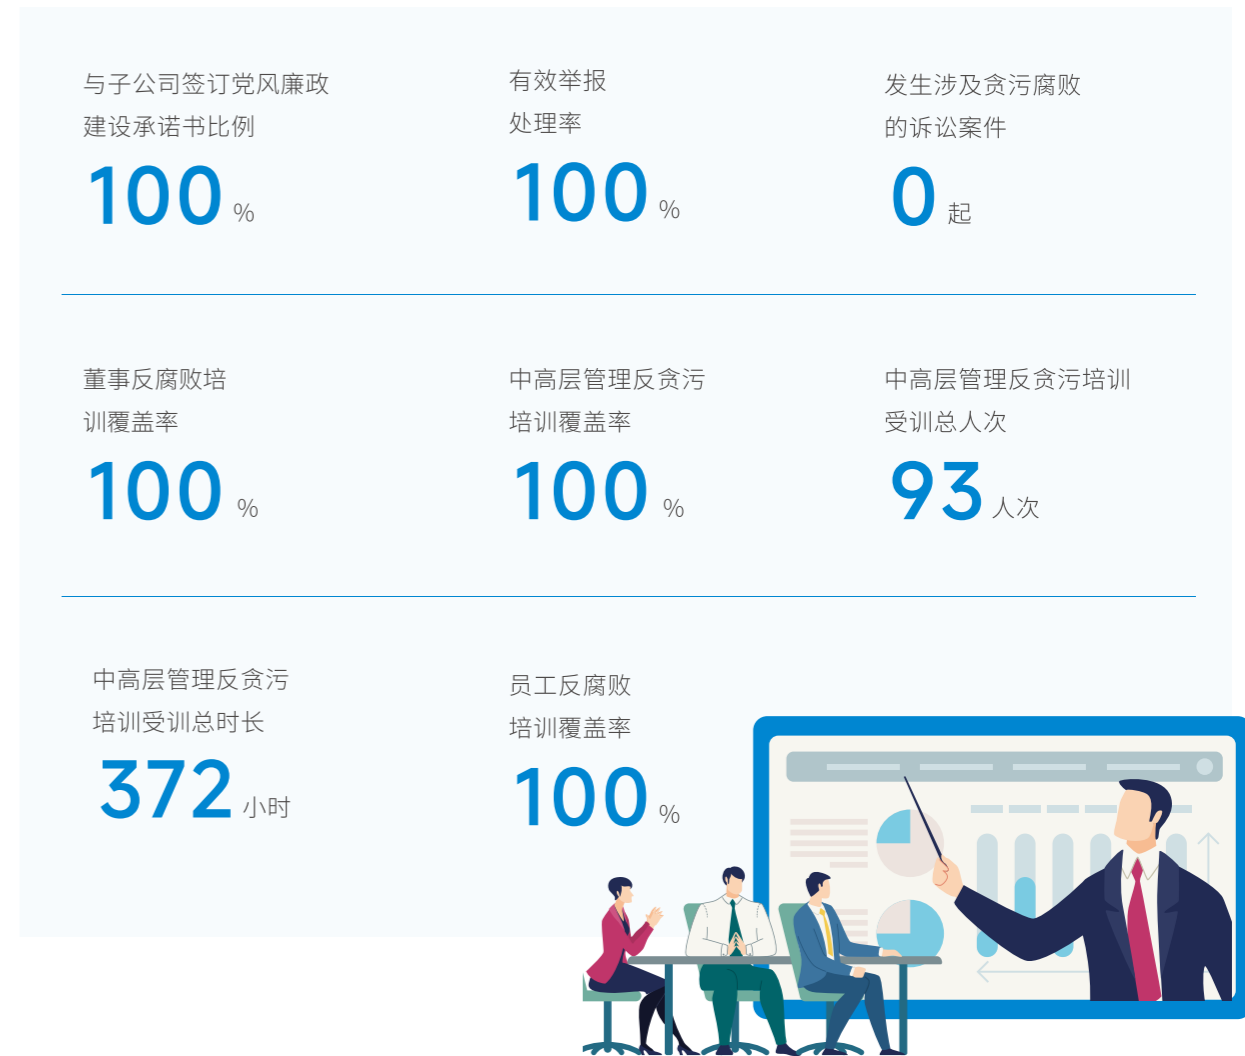 与子公司签订党风廉政
建设承诺书比例
100 %
有效举报
处理率
100 %
发生涉及贪污腐败
的诉讼案件
0 起
董事反腐败培
训覆盖率
100 %
中高层管理反贪污
培训覆盖率
100 %
中高层管理反贪污培训
受训总人次
93 人次
中高层管理反贪污
培训受训总时长
372 小时
员工反腐败
培训覆盖率
100 %